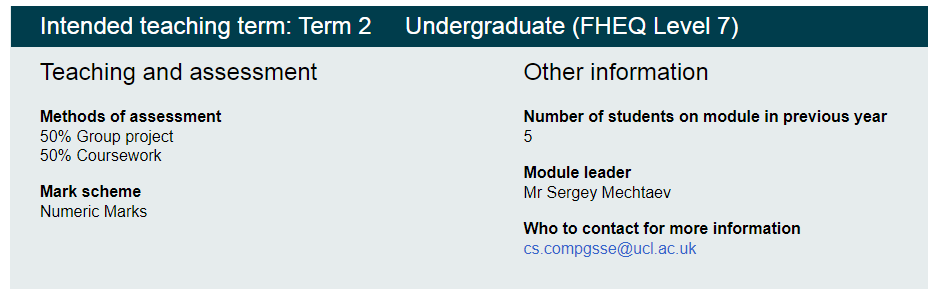 Intended teaching term: Term 2 Undergraduate (FHEQ Level 7)
Teaching and assessment
Methods of assessment
50% Group project
50% Coursework
Mark scheme
Numeric Marks
Other information
Number of students on module in previous year
5
Module leader
Mr Sergey Mechtaev
Who to contact for more information
cs.compgsse@ucl.ac.uk